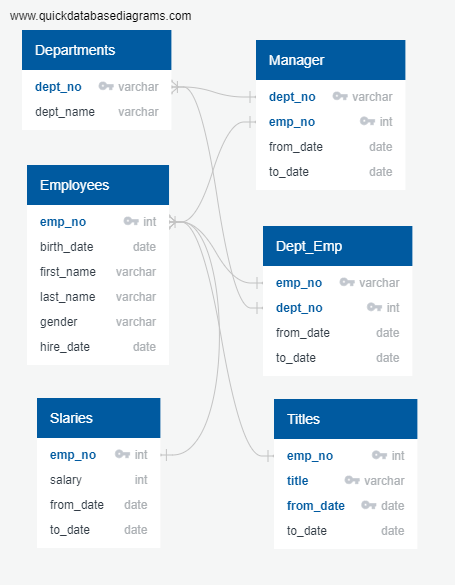 www.quickdatabasediagrams.com
Departments
dept_no varchar
dept_name varchar
Manager
dept_no varchar
emp_no int
from_date date
to_date date
Employees
emp_no int
birth_date date
first_name varchar
last_name varchar
gender varchar
hire_date date
Dept_Emp
emp_no varchar
dept_no int
from_date date
to_date date
Slaries
emp_no int
salary int
from_date date
to_date date
Titles
emp_no int
title varchar
from_date date
to_date date